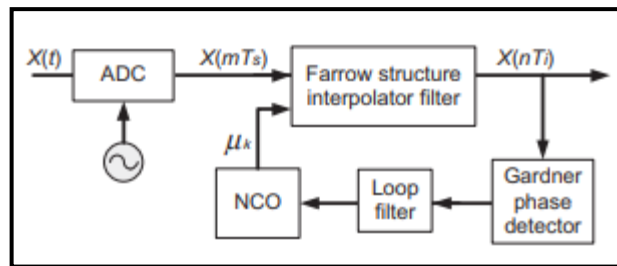 X(t)
ADC
X(mTs)
Farrow structure
interpolator filter
X(nTi)
μk
NCO
Loop
filter
Gardner
phase
detector